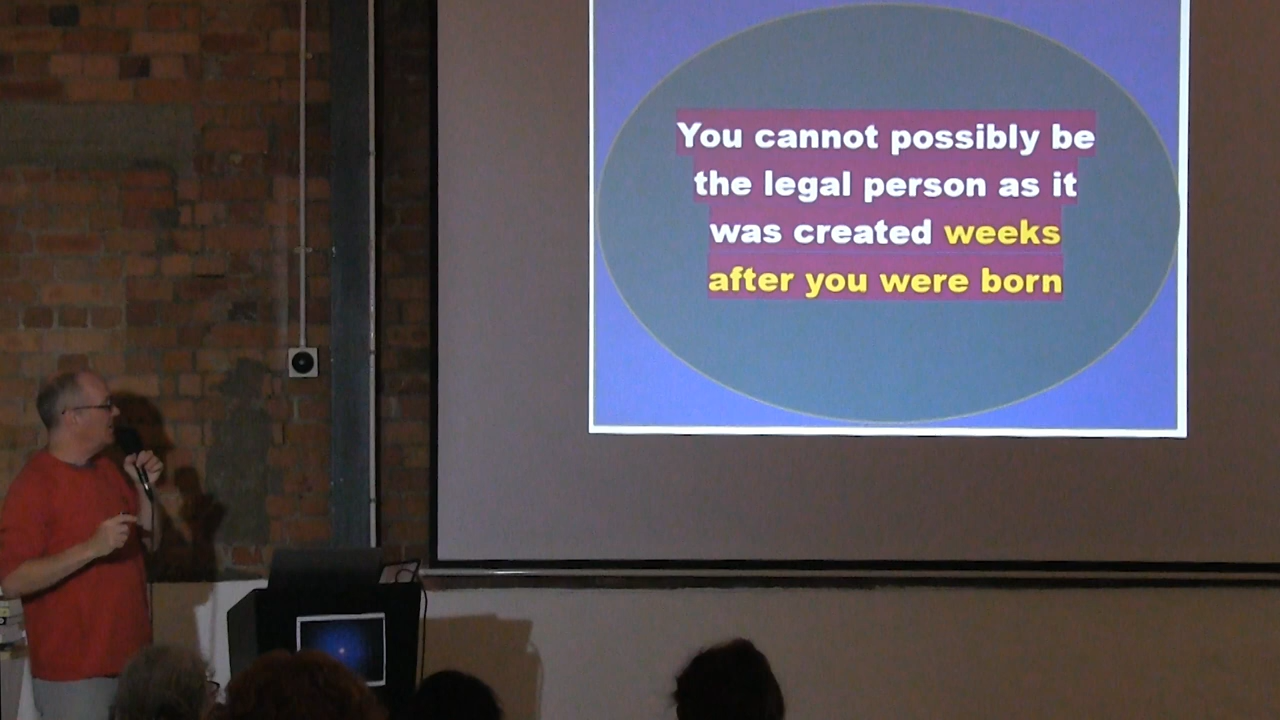 You cannot possibly be
the legal person as it
was created weeks
after you were born